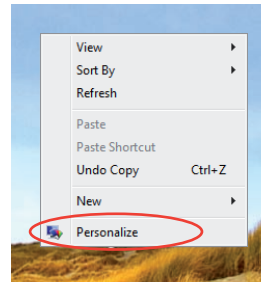 View
Sort By
Refresh
Paste
Paste Shortcut
Undo Copy Ctrl+Z
New
Personalize